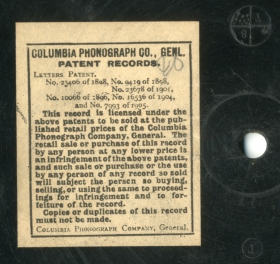 COLUMBIA PHONOGRAPH CO., GENL.
PATENT RECORDS.
LETTERS PATENT.
No. 23406 of 1898, No. 9419 of 1898,
No. 23678 of 1901,
No. 10066 of 1896, No. 16536 of 1904,
and No. 7993 of 1905.
This record is licensed under the
above patents to be sold at the pub-
lished retail prices of the Columbia
Phonograph Company, General. The
retail sale or purchase of this record
by any person at any lower price is
an infringement of the above patents,
and such sale or purchase or the use
by any person of any record so sold
will subject the person so buying,
selling, or using the same to proceed-
ings for infringement and to for-
feiture of the record.
Copies or duplicates of this record
must not be made.
COLUMBIA PHONOGRAPH COMPANY, General.